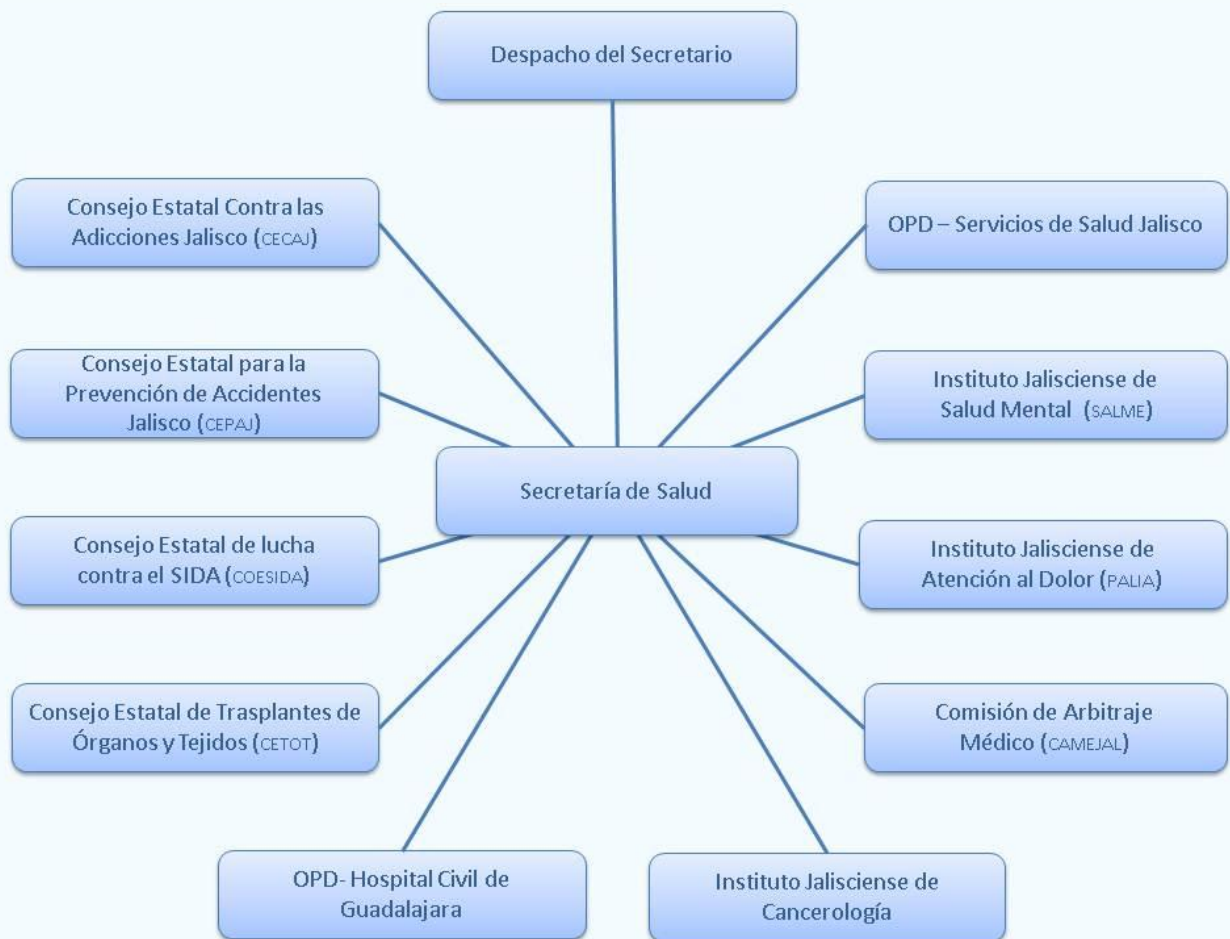 Despacho del Secretario
Consejo Estatal Contra las
Adicciones Jalisco (CECAJ)
OPD – Servicios de Salud Jalisco
Consejo Estatal para la
Prevención de Accidentes
Jalisco (CEPAJ)
Instituto Jalisciense de
Salud Mental (SALME)
Secretaría de Salud
Consejo Estatal de lucha
contra el SIDA (COESIDA)
Instituto Jalisciense de
Atención al Dolor (PALIA)
Consejo Estatal de Trasplantes de
Órganos y Tejidos (CETOT)
Comisión de Arbitraje
Médico (CAMEJAL)
OPD- Hospital Civil de
Guadalajara
Instituto Jalisciense de
Cancerología